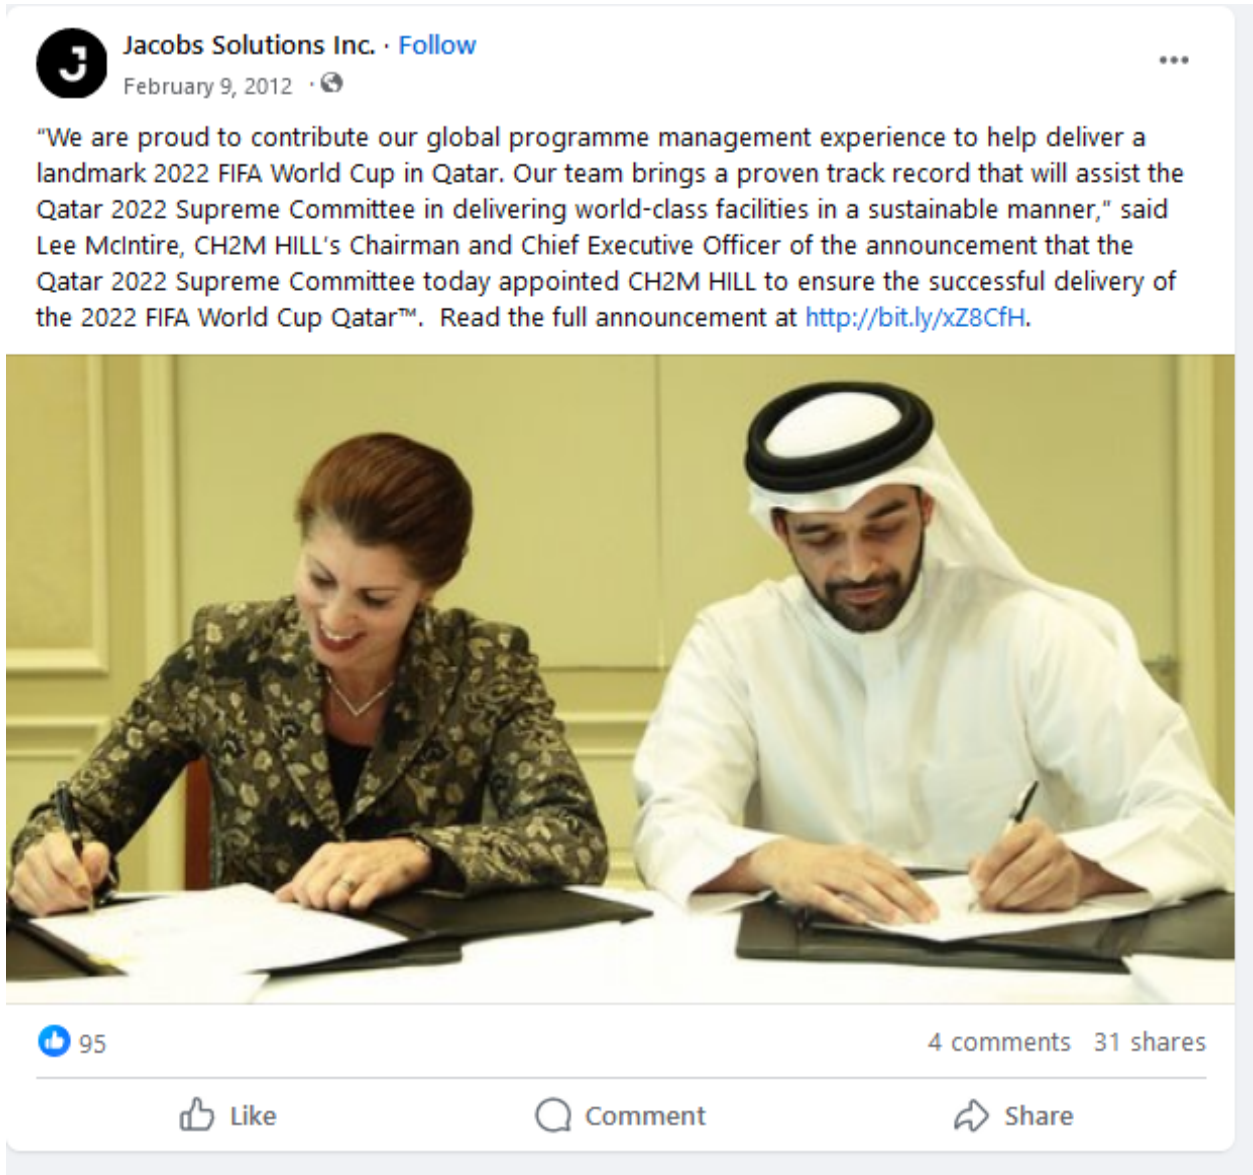 Jacobs Solutions Inc. · Follow
February 9, 2012 ·
“We are proud to contribute our global programme management experience to help deliver a
landmark 2022 FIFA World Cup in Qatar. Our team brings a proven track record that will assist the
Qatar 2022 Supreme Committee in delivering world-class facilities in a sustainable manner,” said
Lee McIntire, CH2M HILL’s Chairman and Chief Executive Officer of the announcement that the
Qatar 2022 Supreme Committee today appointed CH2M HILL to ensure the successful delivery of
the 2022 FIFA World Cup Qatar™.  Read the full announcement at http://bit.ly/xZ8CfH.
95
4 comments 31 shares
Like Comment Share